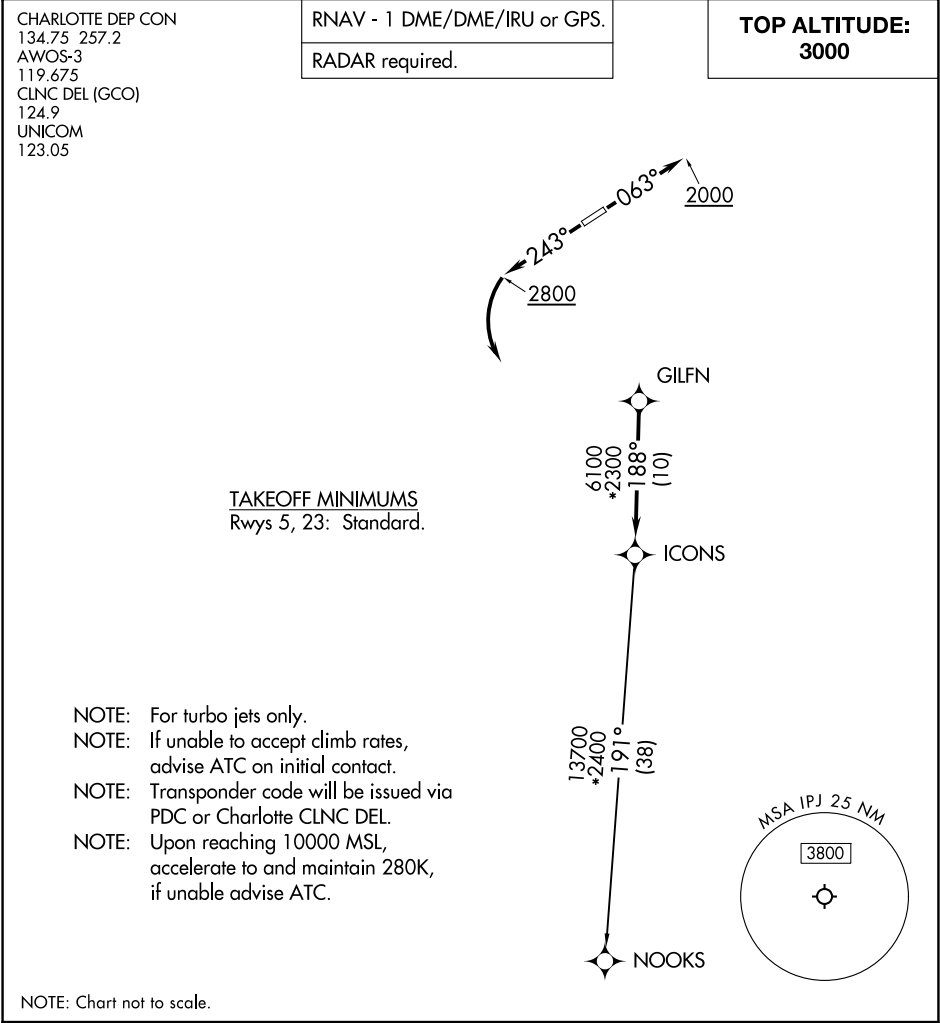 CHARLOTTE DEP CON
134.75 257.2
AWOS-3
119.675
CLNC DEL (GCO)
124.9
UNICOM
123.05
RNAV - 1 DME/DME/IRU or GPS.
RADAR required.
TOP ALTITUDE:
3000
063°
2000
243°
2800
GILFN
6100
*2300
188°
(10)
TAKEOFF MINIMUMS
Rwys 5, 23: Standard.
ICONS
NOTE: For turbo jets only.
NOTE: If unable to accept climb rates,
advise ATC on initial contact.
NOTE: Transponder code will be issued via
PDC or Charlotte CLNC DEL.
NOTE: Upon reaching 10000 MSL,
accelerate to and maintain 280K,
if unable advise ATC.
13700
*2400
191°
(38)
MSA IPJ 25 NM
3800
NOOKS
NOTE: Chart not to scale.